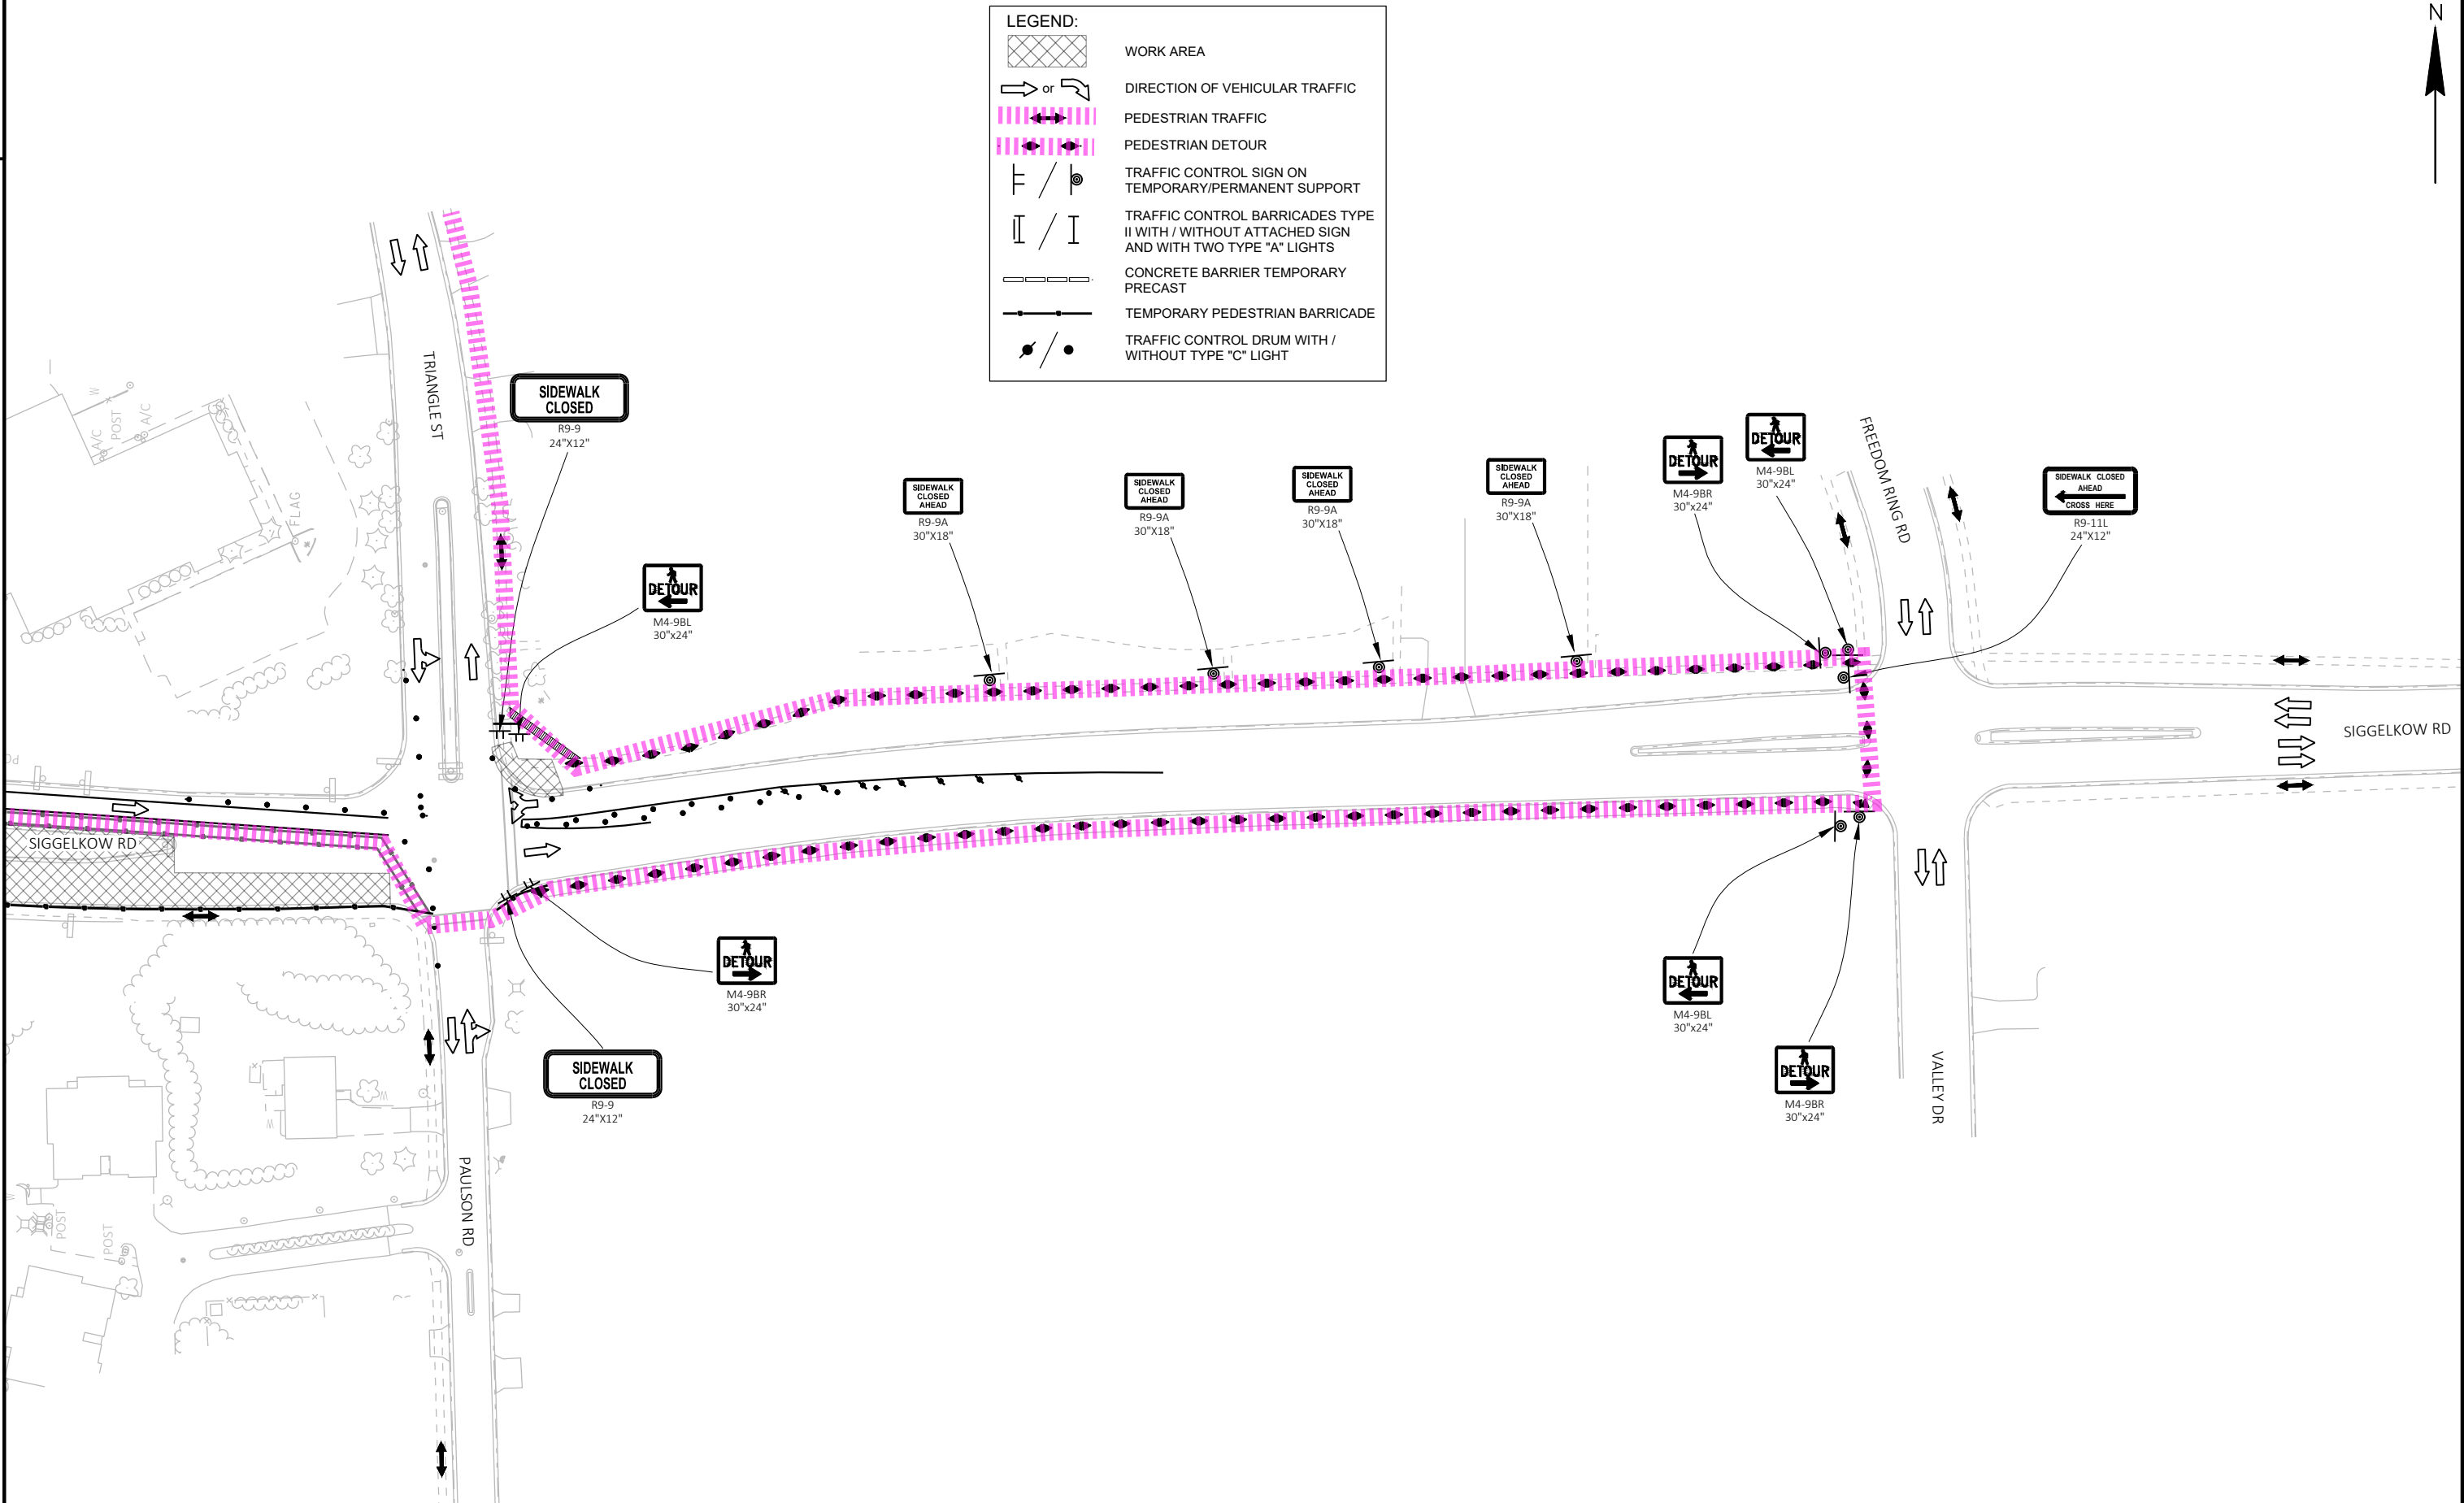 LEGEND:
WORK AREA
or
DIRECTION OF VEHICULAR TRAFFIC
PEDESTRIAN TRAFFIC
PEDESTRIAN DETOUR
TRAFFIC CONTROL SIGN ON
TEMPORARY/PERMANENT SUPPORT
TRAFFIC CONTROL BARRICADES TYPE
II WITH / WITHOUT ATTACHED SIGN
AND WITH TWO TYPE "A" LIGHTS
CONCRETE BARRIER TEMPORARY
PRECAST
TEMPORARY PEDESTRIAN BARRICADE
TRAFFIC CONTROL DRUM WITH /
WITHOUT TYPE "C" LIGHT
N
TRIANGLE ST
SIDEWALK
CLOSED
R9-9
24"X12"
A/C
POST
A/C
FLAG
DETOUR
M4-9BL
30"x24"
SIDEWALK
CLOSED
AHEAD
R9-9A
30"X18"
SIDEWALK
CLOSED
AHEAD
R9-9A
30"X18"
SIDEWALK
CLOSED
AHEAD
R9-9A
30"X18"
SIDEWALK
CLOSED
AHEAD
R9-9A
30"X18"
DETOUR
M4-9BR
30"x24"
DETOUR
M4-9BL
30"x24"
FREEDOM RING RD
SIDEWALK CLOSED
AHEAD
CROSS HERE
R9-11L
24"X12"
SIGGELKOW RD
SIGGELKOW RD
DETOUR
M4-9BR
30"x24"
SIDEWALK
CLOSED
R9-9
24"X12"
DETOUR
M4-9BL
30"x24"
DETOUR
M4-9BR
30"x24"
VALLEY DR
PAULSON RD
POST
POST